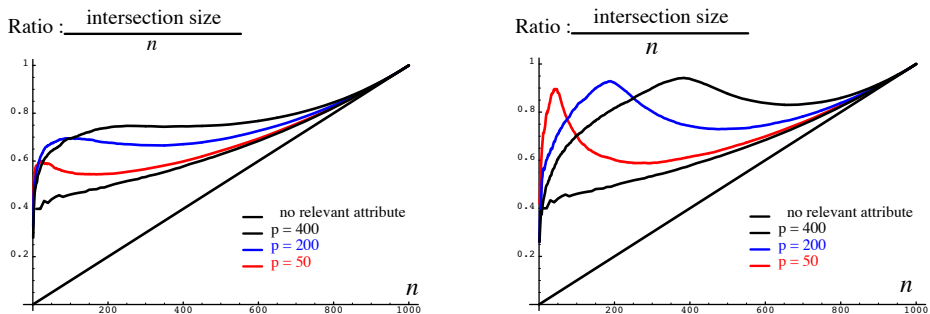 Ratio : intersection size
n
1
0.8
0.6
0.4
0.2
no relevant attribute
p = 400
p = 200
p = 50
n
200 400 600 800 1000
Ratio : intersection size
n
1
0.8
0.6
0.4
0.2
no relevant attribute
p = 400
p = 200
p = 50
n
200 400 600 800 1000